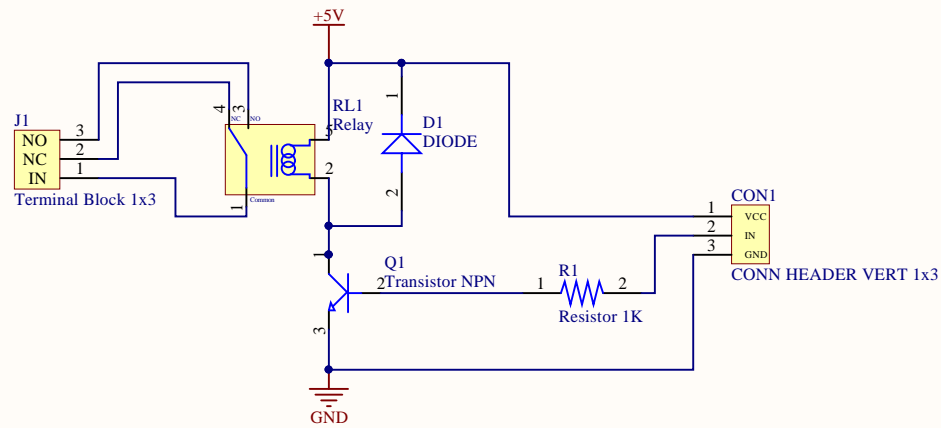 +5V
J1
NO 3
NC 2
IN 1
Terminal Block 1x3
4
3
NC
NO
RL1
Relay
5
2
1
Common
1
D1
DIODE
2
CON1
1 VCC
2 IN
3 GND
CONN HEADER VERT 1x3
1
Q1
Transistor NPN
2
3
R1
1
2
Resistor 1K
GND